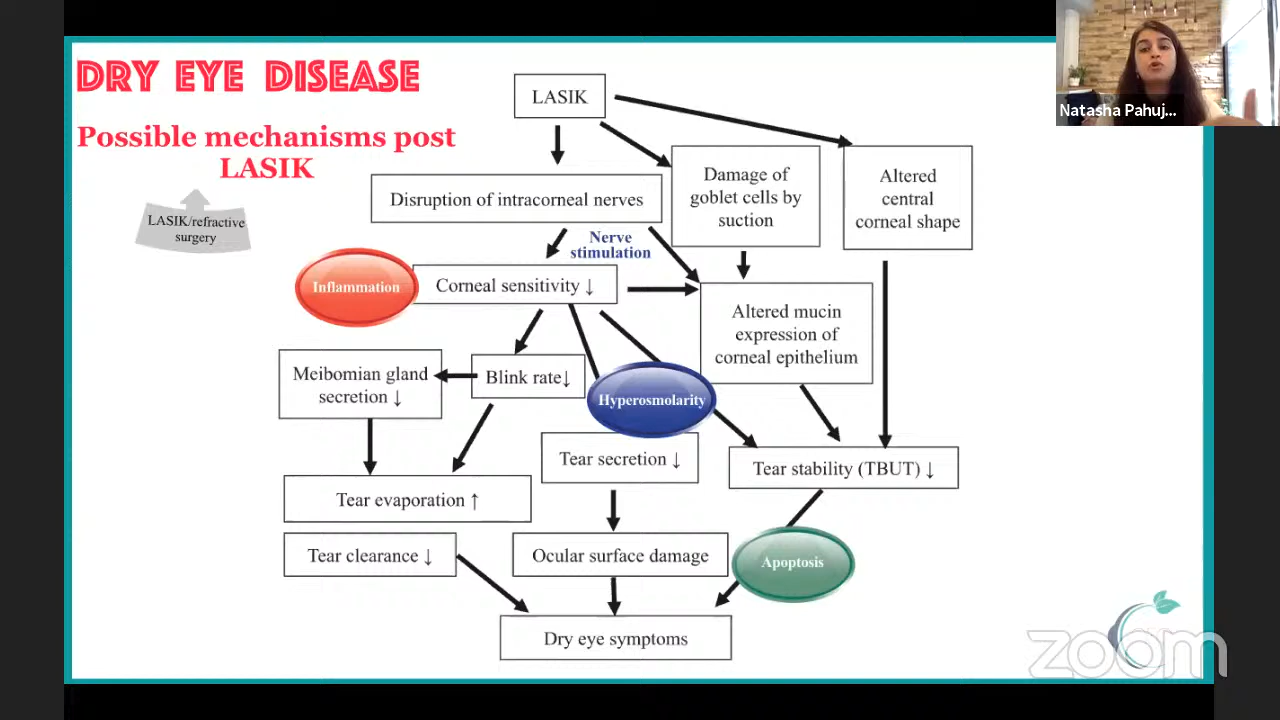 DRY EYE DISEASE
Possible mechanisms post
LASIK
LASIK/refractive
surgery
LASIK
Disruption of intracorneal nerves
Damage of
goblet cells by
suction
Altered
central
corneal shape
Nerve
stimulation
Inflammation
Corneal sensitivity ↓
Altered mucin
expression of
corneal epithelium
Meibomian gland
secretion ↓
Blink rate↓
Hyperosmolarity
Tear secretion ↓
Tear stability (TBUT) ↓
Tear evaporation ↑
Tear clearance ↓
Ocular surface damage
Apoptosis
Dry eye symptoms
Natasha Pahuj...
zoom